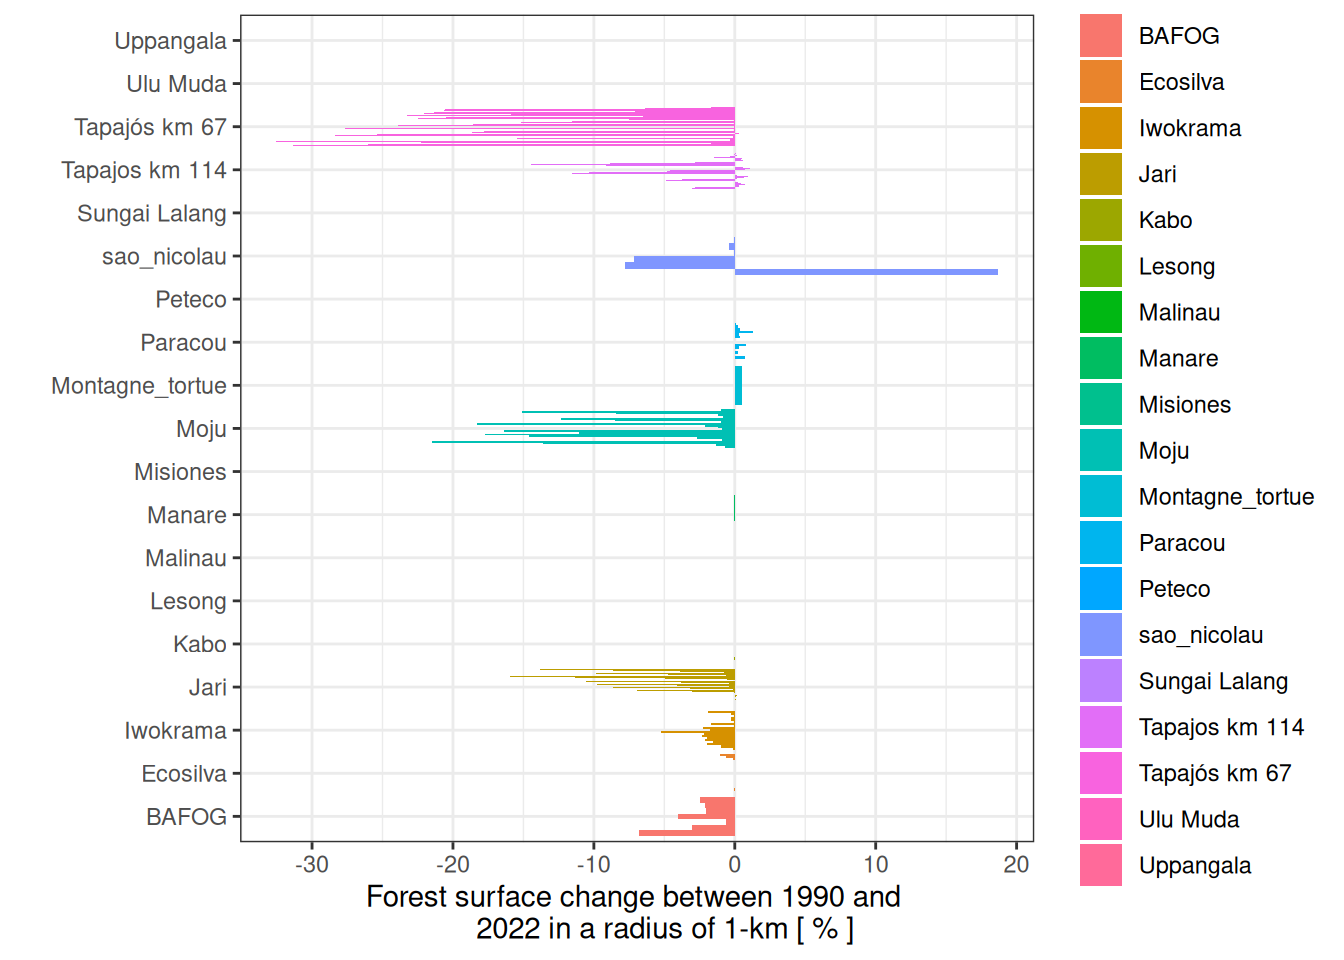 Uppangala
Ulu Muda
Tapajós km 67
Tapajos km 114
Sungai Lalang
sao_nicolau
Peteco
Paracou
Montagne_tortue
Moju
Misiones
Manare
Malinau
Lesong
Kabo
Jari
Iwokrama
Ecosilva
BAFOG
-30 -20 -10 0 10 20
Forest surface change between 1990 and
2022 in a radius of 1-km [ % ]
BAFOG
Ecosilva
Iwokrama
Jari
Kabo
Lesong
Malinau
Manare
Misiones
Moju
Montagne_tortue
Paracou
Peteco
sao_nicolau
Sungai Lalang
Tapajos km 114
Tapajós km 67
Ulu Muda
Uppangala